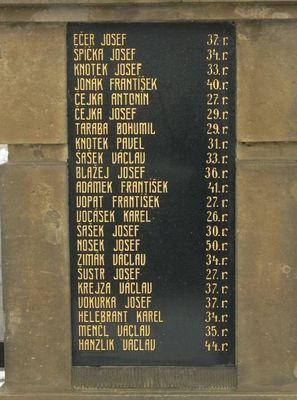 EČER JOSEF 37. r.
ŠPIČKA JOSEF 34. r.
KNOTEK JOSEF 33. r.
JONÁK FRANTIŠEK 40. r.
ČEJKA ANTONÍN 27. r.
ČEJKA JOSEF 29. r.
TARABA BOHUMIL 29. r.
KNOTEK PAVEL 31. r.
ŠAŠEK VÁCLAV 33. r.
BLAŽEJ JOSEF 36. r.
ADÁMEK FRANTIŠEK 41. r.
VOPAT FRANTIŠEK 27. r.
VOCÁSEK KAREL 26. r.
ŠAŠEK JOSEF 30. r.
NOSEK JOSEF 50. r.
ZIMÁK VÁCLAV 34. r.
ŠUSTR JOSEF 27. r.
KREJZA VÁCLAV 37. r.
VOKURKA JOSEF 37. r.
HELEBRANT KAREL 34. r.
MENČL VÁCLAV 35. r.
HANZLÍK VÁCLAV 44. r.